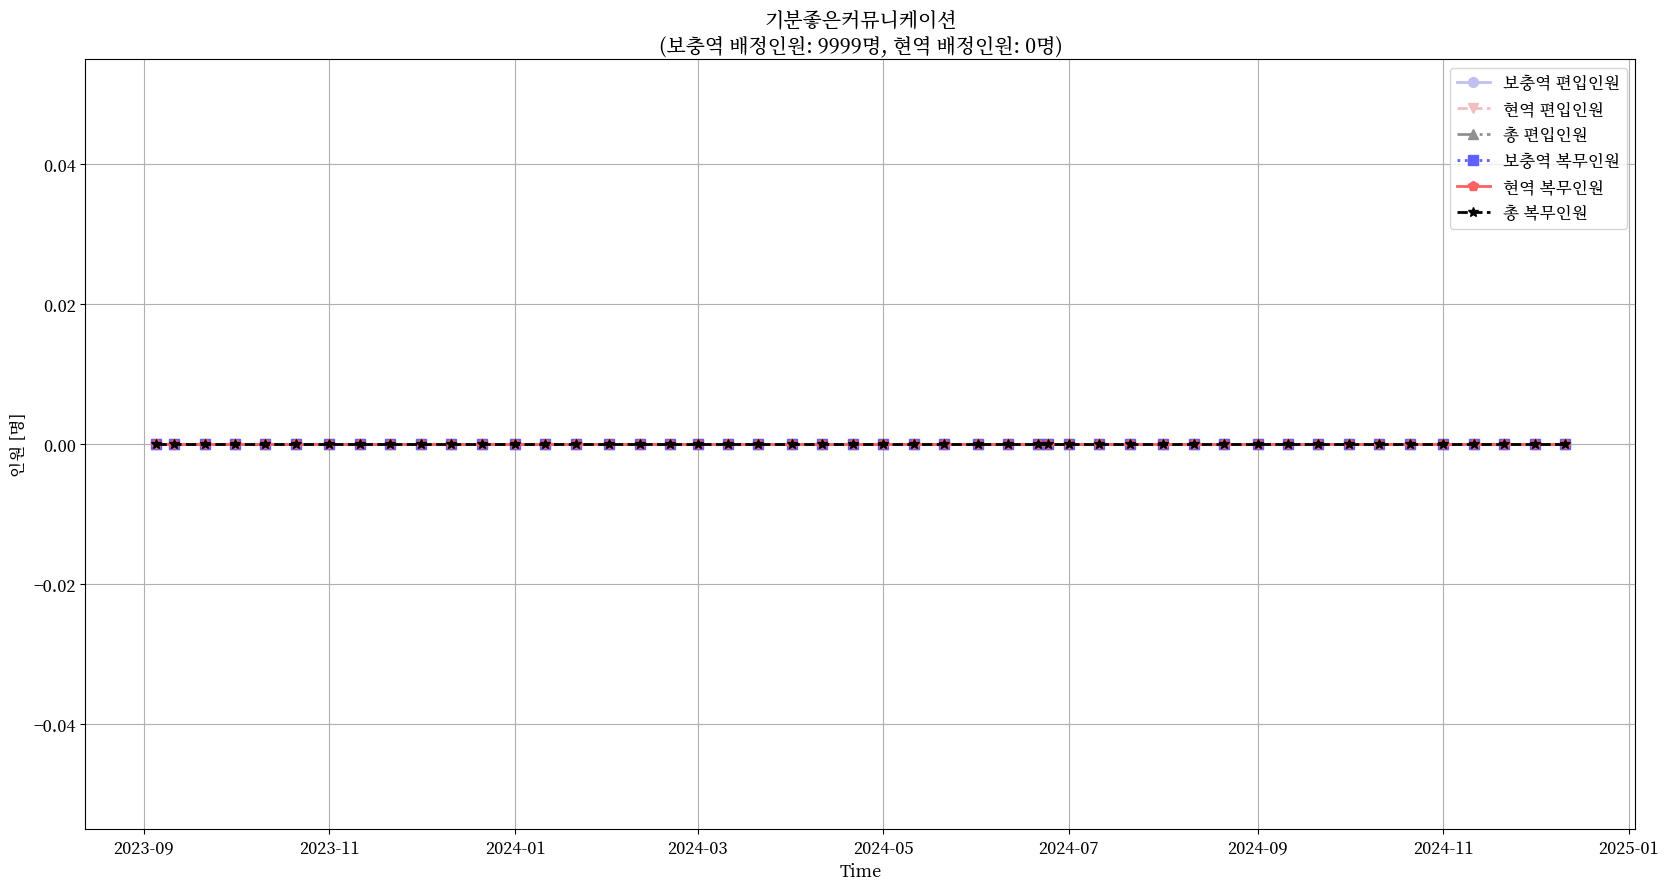 기분좋은커뮤니케이션
(보충역 배정인원: 9999명, 현역 배정인원: 0명)
보충역 편입인원
현역 편입인원
총 편입인원
보충역 복무인원
현역 복무인원
총 복무인원
인원 [명]
0.04
0.02
0.00
−0.02
−0.04
2023-09
2023-11
2024-01
2024-03
2024-05
2024-07
2024-09
2024-11
2025-01
Time